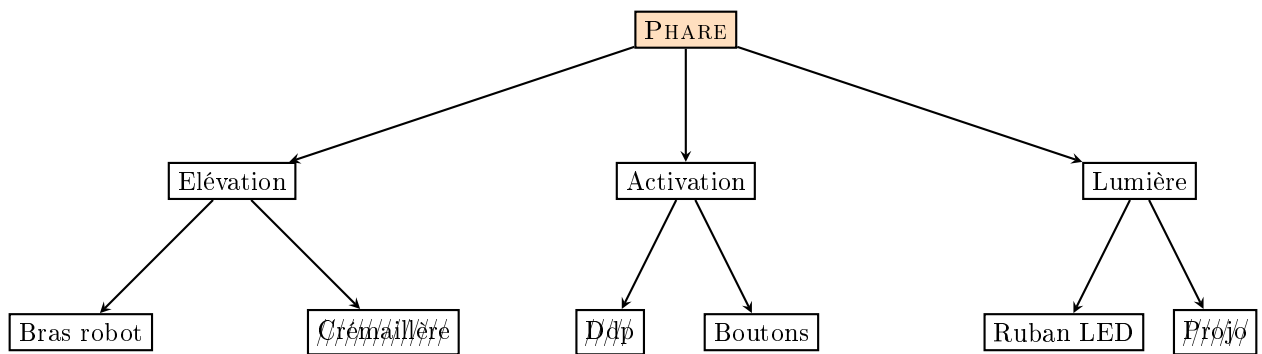 PHARE
Elévation
Activation
Lumière
Bras robot
Crémaillère
Ddp
Boutons
Ruban LED
Projo